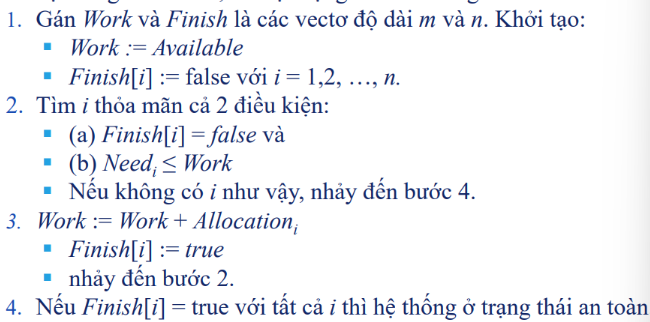 1. Gán Work và Finish là các vectơ độ dài m và n. Khởi tạo:
▪ Work := Available
▪ Finish[i] := false với i = 1,2, …, n.
2. Tìm i thỏa mãn cả 2 điều kiện:
▪ (a) Finish[i] = false và
▪ (b) Needᵢ ≤ Work
▪ Nếu không có i như vậy, nhảy đến bước 4.
3. Work := Work + Allocationᵢ
▪ Finish[i] := true
▪ nhảy đến bước 2.
4. Nếu Finish[i] = true với tất cả i thì hệ thống ở trạng thái an toàn